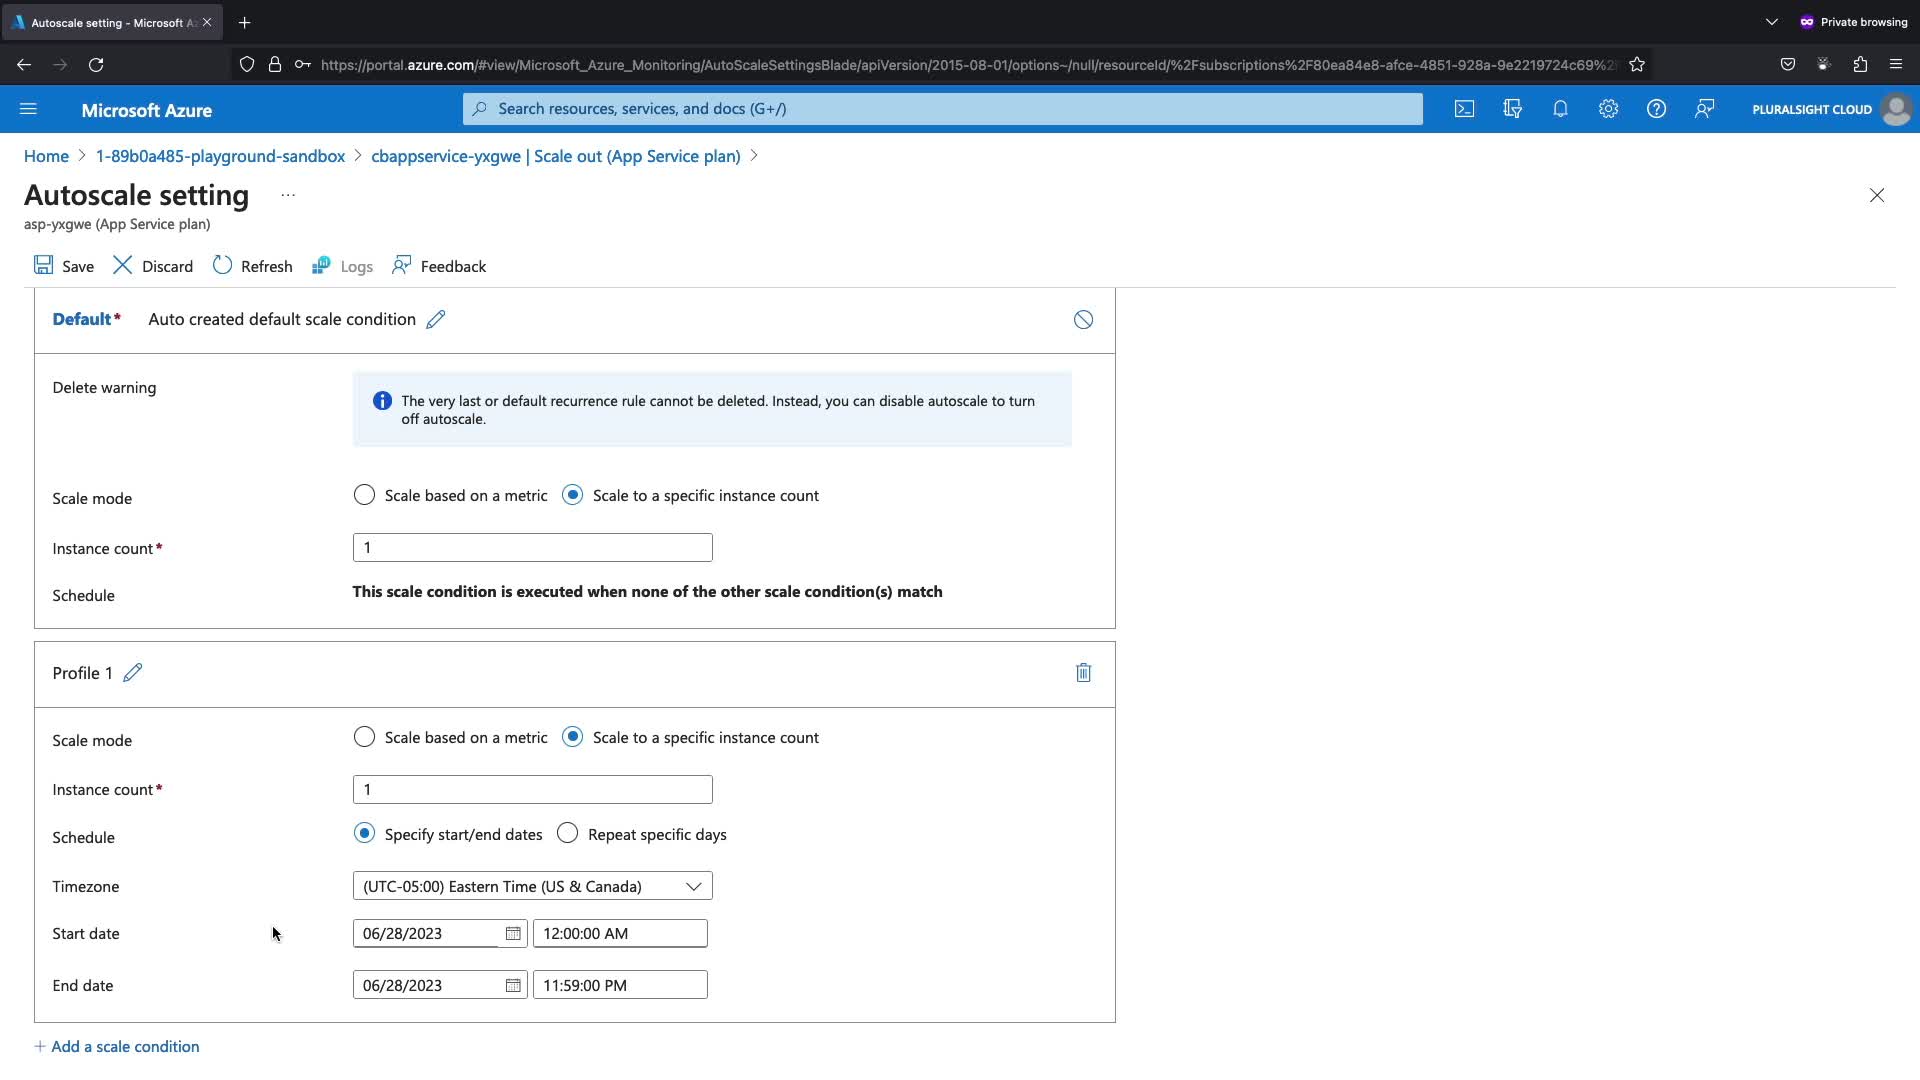 Autoscale setting - Microsoft Az
Private browsing
https://portal.azure.com/#view/Microsoft_Azure_Monitoring/AutoScaleSettingsBlade/apiVersion/2015-08-01/options~/null/resourceId/%2Fsubscriptions%2F80ea84e8-afce-4851-928a-9e2219724c69%2F
Microsoft Azure
Search resources, services, and docs (G+/)
PLURALSIGHT CLOUD
Home > 1-89b0a485-playground-sandbox > cbappservice-yxgwe | Scale out (App Service plan) >
Autoscale setting ...
asp-yxgwe (App Service plan)
Save Discard Refresh Logs Feedback
Default* Auto created default scale condition
Delete warning
The very last or default recurrence rule cannot be deleted. Instead, you can disable autoscale to turn
off autoscale.
Scale mode Scale based on a metric Scale to a specific instance count
Instance count* 1
Schedule This scale condition is executed when none of the other scale condition(s) match
Profile 1
Scale mode Scale based on a metric Scale to a specific instance count
Instance count* 1
Schedule Specify start/end dates Repeat specific days
Timezone (UTC-05:00) Eastern Time (US & Canada)
Start date 06/28/2023 12:00:00 AM
End date 06/28/2023 11:59:00 PM
+ Add a scale condition